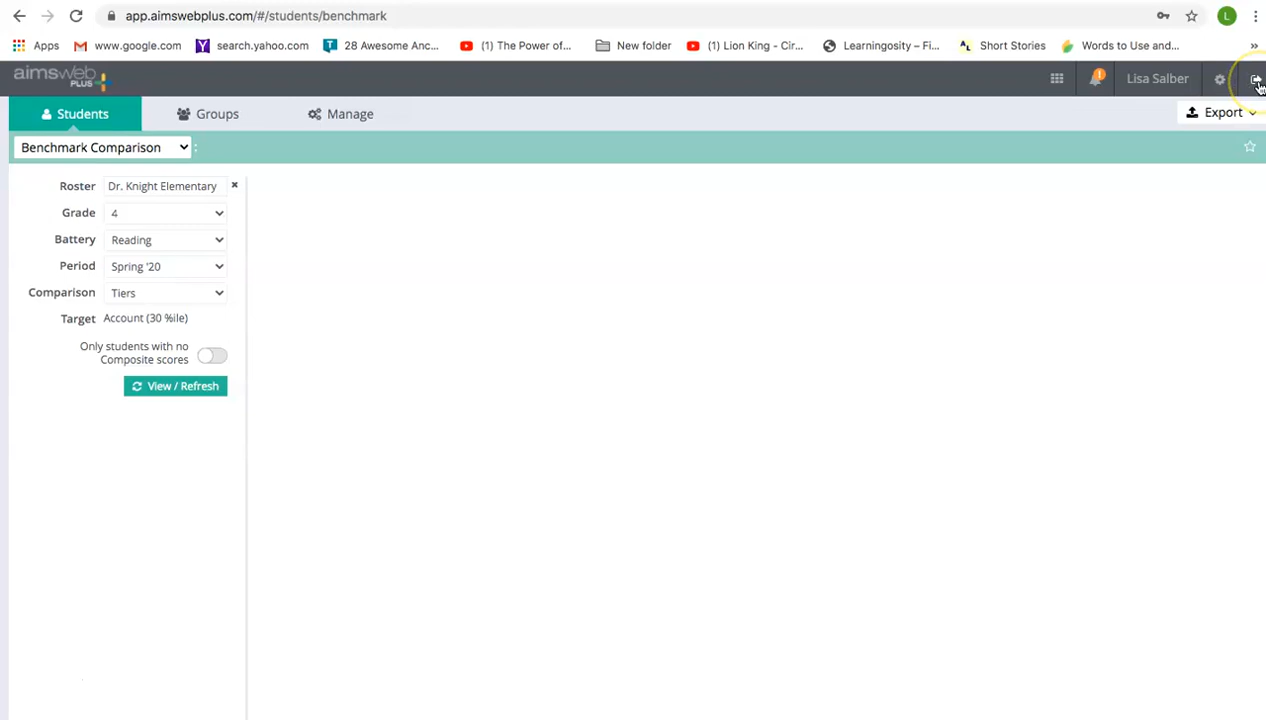 app.aimswebplus.com/#/students/benchmark
L
Apps
www.google.com
search.yahoo.com
28 Awesome Anc...
(1) The Power of...
New folder
(1) Lion King - Cir...
Learningosity – Fi...
Short Stories
Words to Use and...
»
aimsweb
PLUS
Lisa Salber
Students
Groups
Manage
Export
Benchmark Comparison
:
Roster Dr. Knight Elementary
Grade 4
Battery Reading
Period Spring '20
Comparison Tiers
Target Account (30 %ile)
Only students with no
Composite scores
View / Refresh